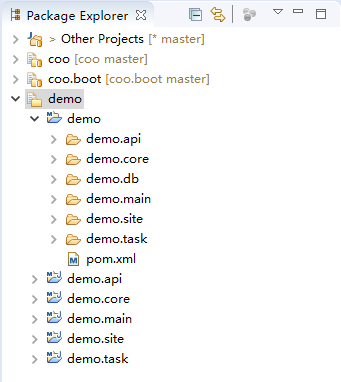 Package Explorer
> Other Projects [* master]
coo [coo master]
coo.boot [coo.boot master]
demo
demo
demo.api
demo.core
demo.db
demo.main
demo.site
demo.task
pom.xml
demo.api
demo.core
demo.main
demo.site
demo.task